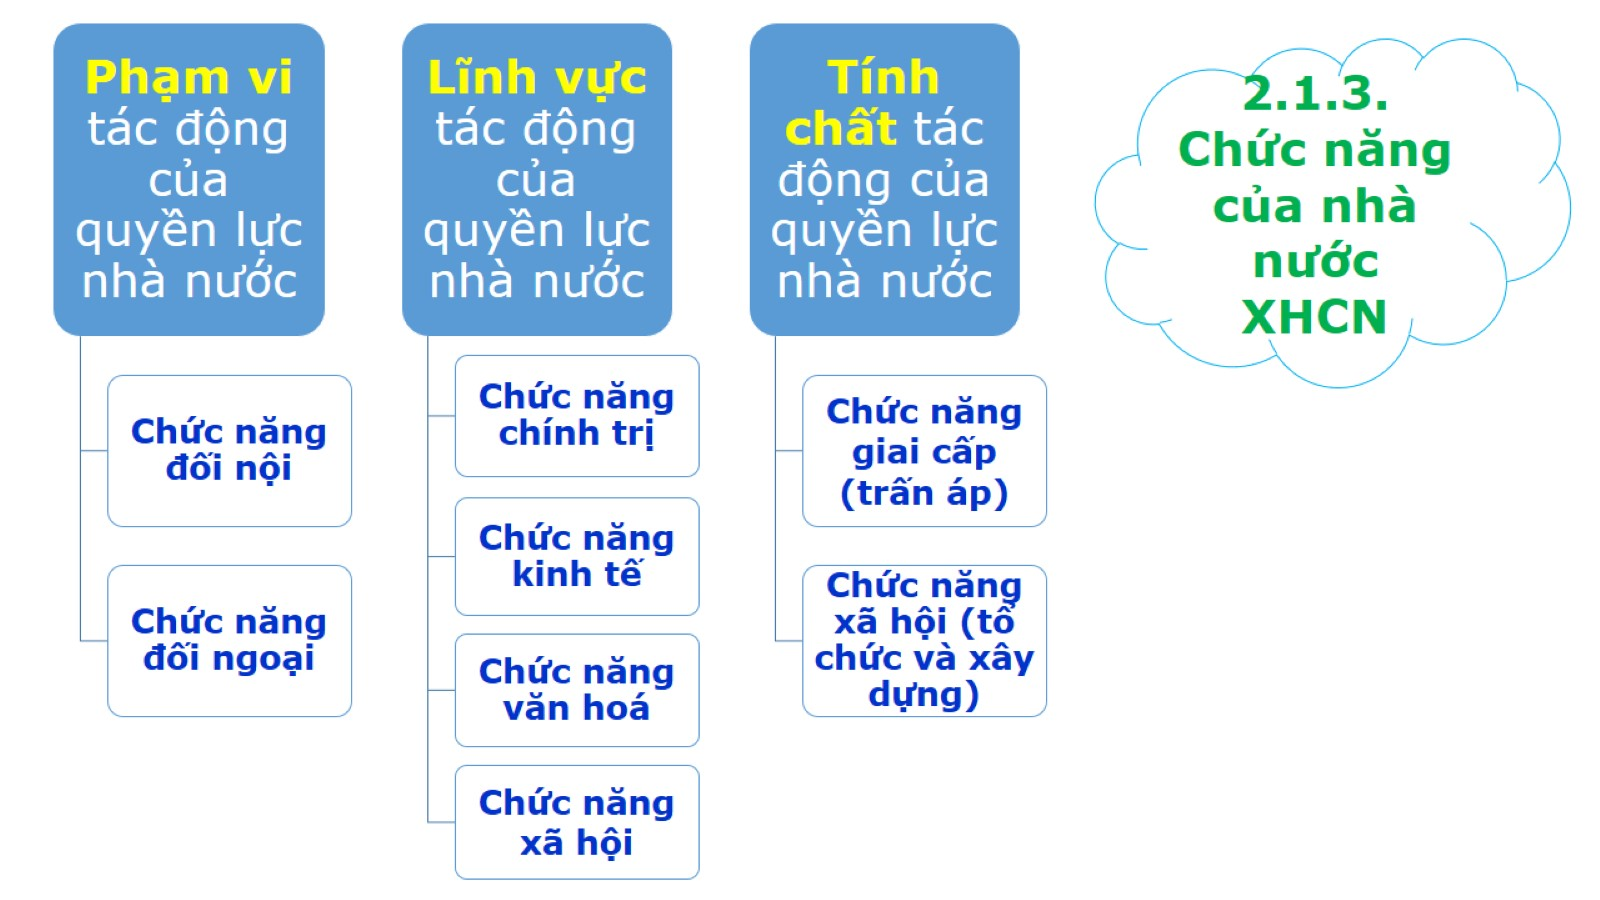 Phạm vi
tác động
của
quyền lực
nhà nước
Chức năng
đối nội
Chức năng
đối ngoại
Lĩnh vực
tác động
của
quyền lực
nhà nước
Chức năng
chính trị
Chức năng
kinh tế
Chức năng
văn hoá
Chức năng
xã hội
Tính
chất tác
động của
quyền lực
nhà nước
Chức năng
giai cấp
(trấn áp)
Chức năng
xã hội (tổ
chức và xây
dựng)
2.1.3.
Chức năng
của nhà
nước
XHCN